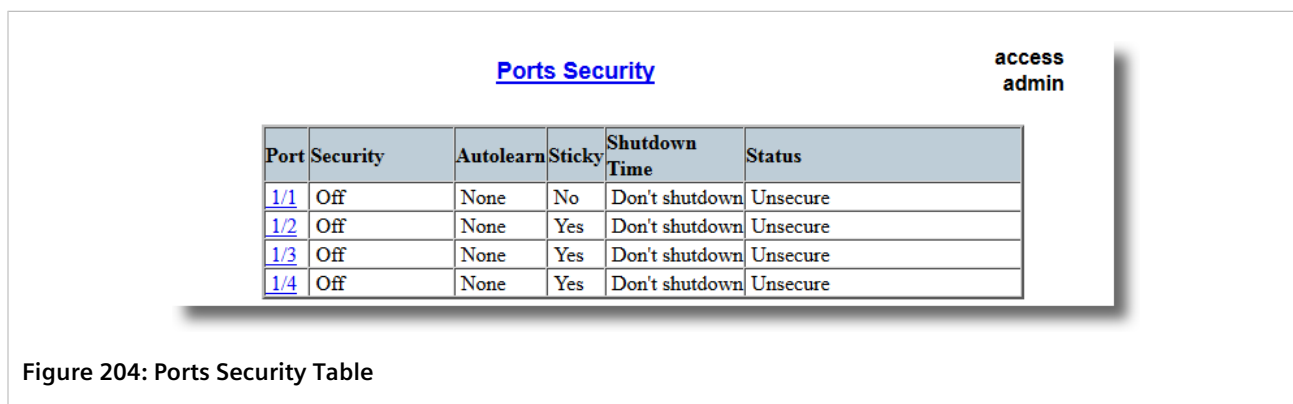 Ports Security
access
admin
Port Security Autolearn Sticky Shutdown Time Status
1/1 Off None No Don't shutdown Unsecure
1/2 Off None Yes Don't shutdown Unsecure
1/3 Off None Yes Don't shutdown Unsecure
1/4 Off None Yes Don't shutdown Unsecure
Figure 204: Ports Security Table